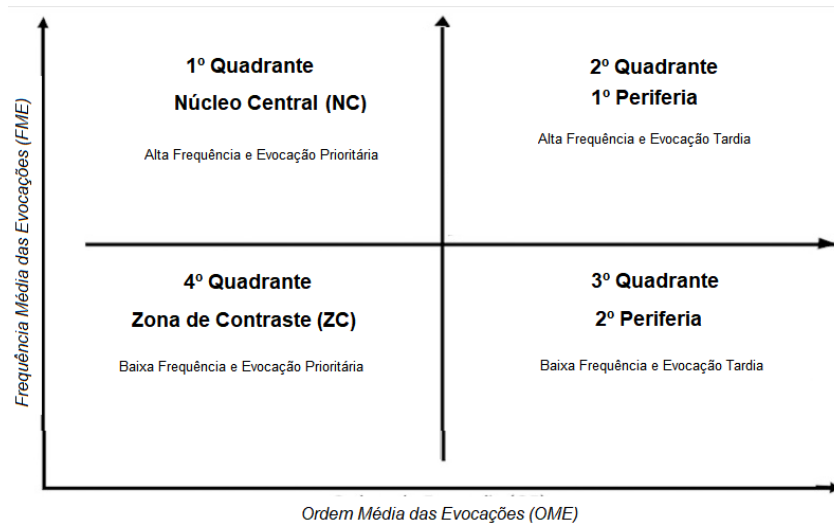 1º Quadrante
Núcleo Central (NC)
Alta Frequência e Evocação Prioritária
2º Quadrante
1º Periferia
Alta Frequência e Evocação Tardia
4º Quadrante
Zona de Contraste (ZC)
Baixa Frequência e Evocação Prioritária
3º Quadrante
2º Periferia
Baixa Frequência e Evocação Tardia
Frequência Média das Evocações (FME)
Ordem Média das Evocações (OME)